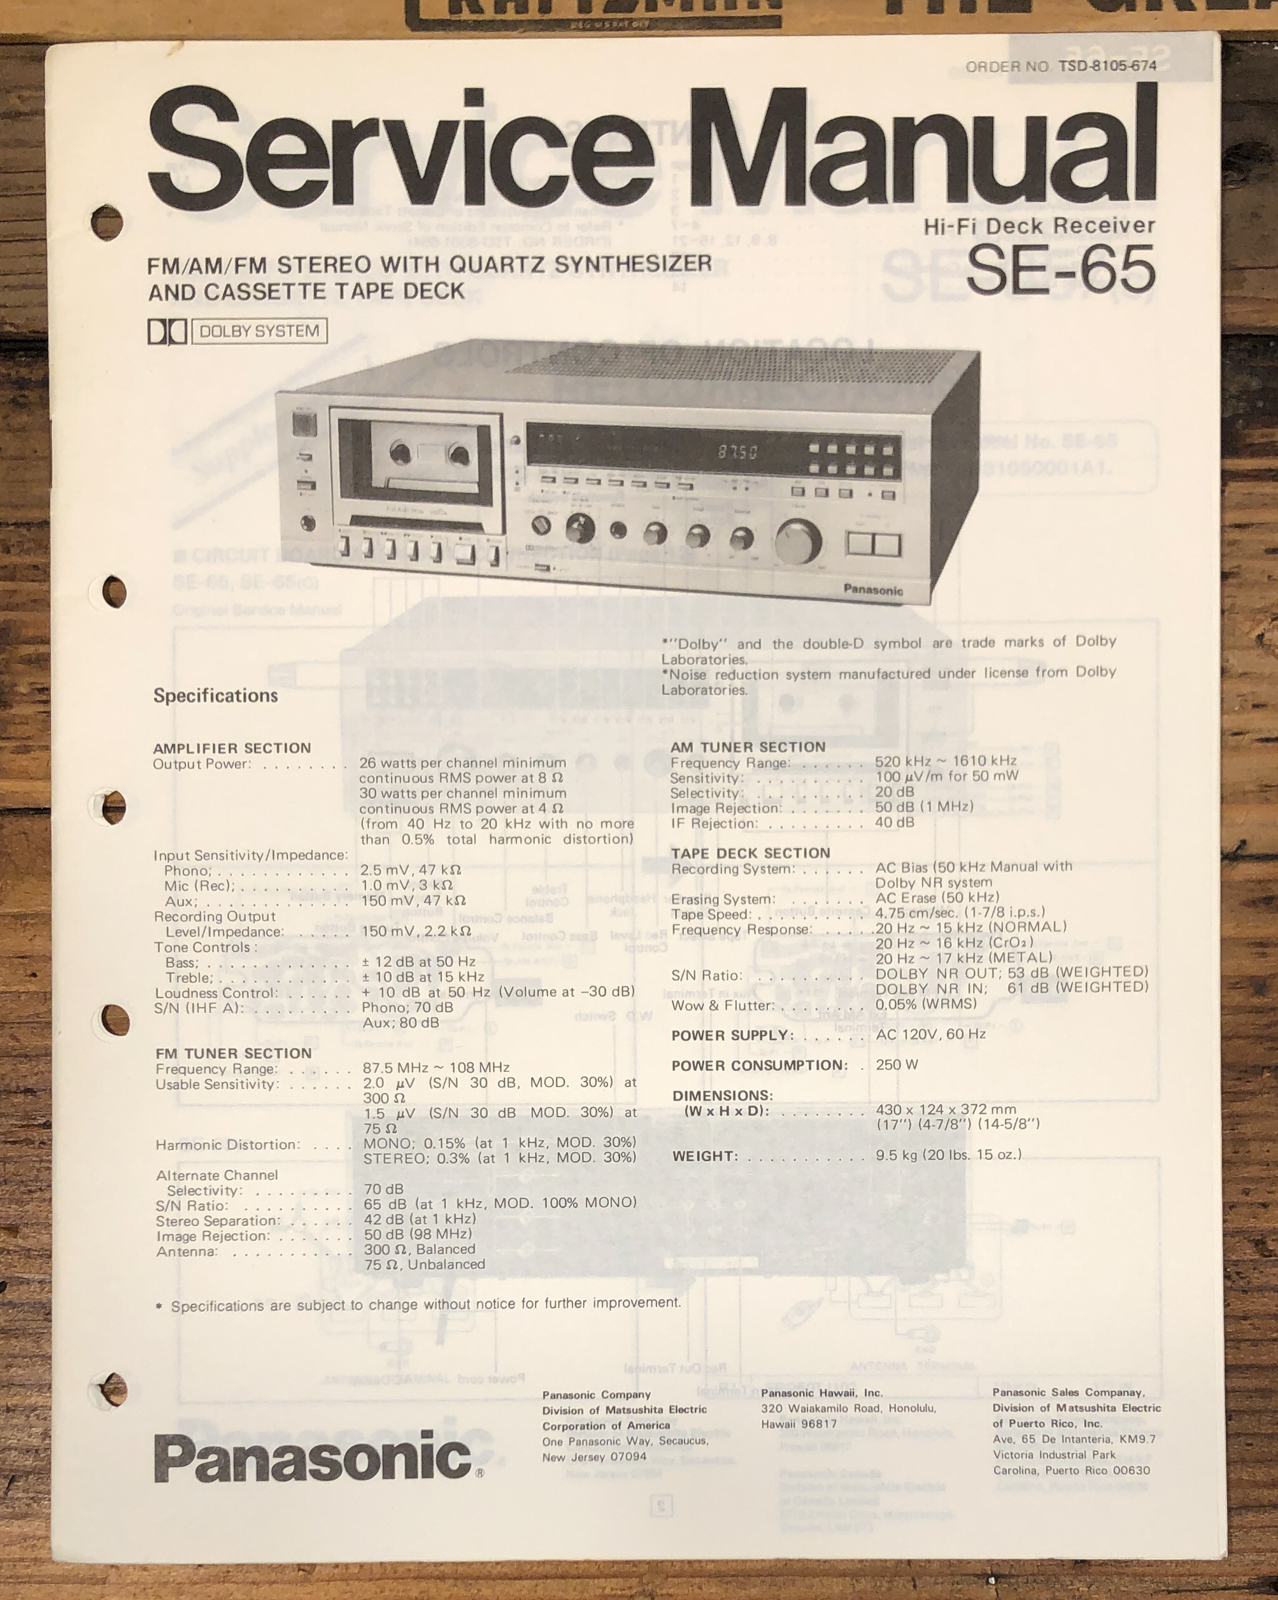 ORDER NO. TSD-8105-674
Service Manual
Hi-Fi Deck Receiver
SE-65
FM/AM/FM STEREO WITH QUARTZ SYNTHESIZER
AND CASSETTE TAPE DECK
DOLBY SYSTEM
87.50
Panasonic
*"Dolby" and the double-D symbol are trade marks of Dolby
Laboratories.
*Noise reduction system manufactured under license from Dolby
Laboratories.
Specifications
AMPLIFIER SECTION
Output Power: . . . . . . . . 26 watts per channel minimum
continuous RMS power at 8 Ω
30 watts per channel minimum
continuous RMS power at 4 Ω
(from 40 Hz to 20 kHz with no more
than 0.5% total harmonic distortion)
Input Sensitivity/Impedance:
Phono; . . . . . . . . . . . . 2.5 mV, 47 kΩ
Mic (Rec); . . . . . . . . . . 1.0 mV, 3 kΩ
Aux; . . . . . . . . . . . . . 150 mV, 47 kΩ
Recording Output
Level/Impedance: . . . . . 150 mV, 2.2 kΩ
Tone Controls :
Bass; . . . . . . . . . . . . . ± 12 dB at 50 Hz
Treble; . . . . . . . . . . . . ± 10 dB at 15 kHz
Loudness Control: . . . . . . + 10 dB at 50 Hz (Volume at –30 dB)
S/N (IHF A): . . . . . . . . . Phono; 70 dB
Aux; 80 dB
FM TUNER SECTION
Frequency Range: . . . . . . 87.5 MHz ~ 108 MHz
Usable Sensitivity: . . . . . . 2.0 μV (S/N 30 dB, MOD. 30%) at
300 Ω
1.5 μV (S/N 30 dB MOD. 30%) at
75 Ω
Harmonic Distortion: . . . . MONO; 0.15% (at 1 kHz, MOD. 30%)
STEREO; 0.3% (at 1 kHz, MOD. 30%)
Alternate Channel
Selectivity: . . . . . . . . . 70 dB
S/N Ratio: . . . . . . . . . . 65 dB (at 1 kHz, MOD. 100% MONO)
Stereo Separation: . . . . . . 42 dB (at 1 kHz)
Image Rejection: . . . . . . . 50 dB (98 MHz)
Antenna: . . . . . . . . . . . 300 Ω, Balanced
75 Ω, Unbalanced
AM TUNER SECTION
Frequency Range: . . . . . . 520 kHz ~ 1610 kHz
Sensitivity: . . . . . . . . . . 100 μV/m for 50 mW
Selectivity: . . . . . . . . . . 20 dB
Image Rejection: . . . . . . . 50 dB (1 MHz)
IF Rejection: . . . . . . . . . 40 dB
TAPE DECK SECTION
Recording System: . . . . . . AC Bias (50 kHz Manual with
Dolby NR system
Erasing System: . . . . . . . AC Erase (50 kHz)
Tape Speed: . . . . . . . . . . 4.75 cm/sec. (1-7/8 i.p.s.)
Frequency Response: . . . . . 20 Hz ~ 15 kHz (NORMAL)
20 Hz ~ 16 kHz (CrO2)
20 Hz ~ 17 kHz (METAL)
S/N Ratio: . . . . . . . . . . DOLBY NR OUT; 53 dB (WEIGHTED)
DOLBY NR IN; 61 dB (WEIGHTED)
Wow & Flutter: . . . . . . . . 0.05% (WRMS)
POWER SUPPLY: . . . . . . AC 120V, 60 Hz
POWER CONSUMPTION: . 250 W
DIMENSIONS:
(W x H x D): . . . . . . . . 430 x 124 x 372 mm
(17") (4-7/8") (14-5/8")
WEIGHT: . . . . . . . . . . . 9.5 kg (20 lbs. 15 oz.)
* Specifications are subject to change without notice for further improvement.
Panasonic®
Panasonic Company
Division of Matsushita Electric
Corporation of America
One Panasonic Way, Secaucus,
New Jersey 07094
Panasonic Hawaii, Inc.
320 Waiakamilo Road, Honolulu,
Hawaii 96817
Panasonic Sales Companay,
Division of Matsushita Electric
of Puerto Rico, Inc.
Ave, 65 De Intanteria, KM9.7
Victoria Industrial Park
Carolina, Puerto Rico 00630